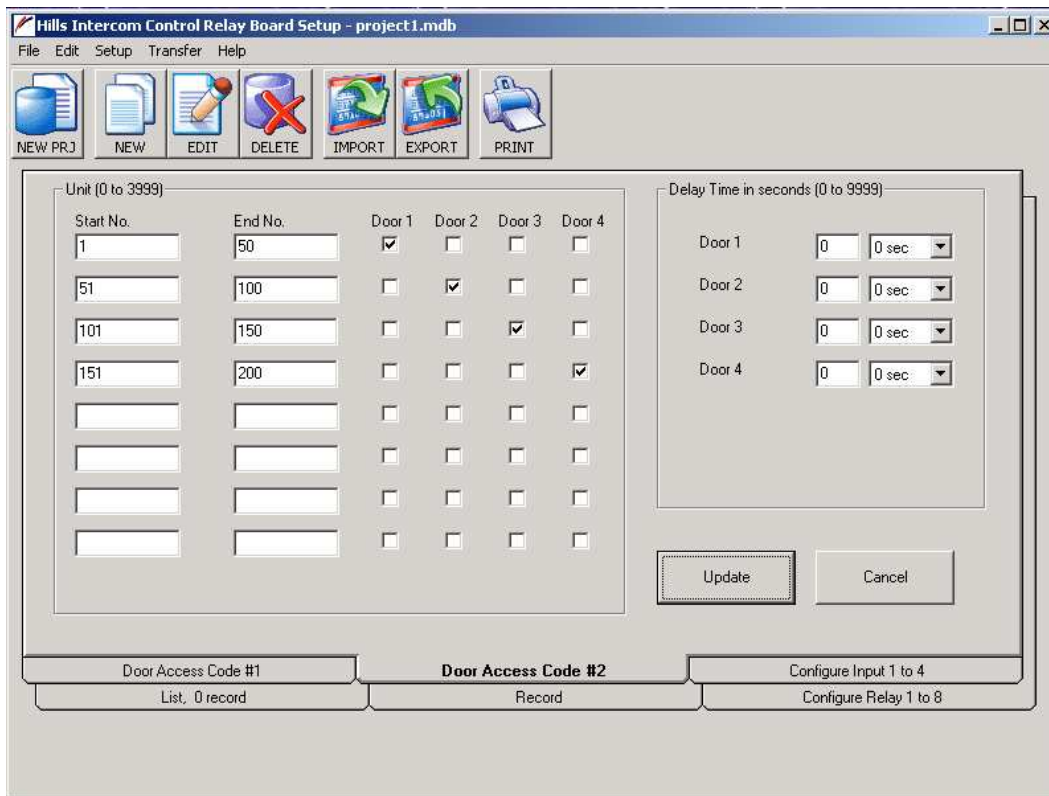 Hills Intercom Control Relay Board Setup - project1.mdb
File Edit Setup Transfer Help
NEW PRJ NEW EDIT DELETE IMPORT EXPORT PRINT
Unit (0 to 3999)
Start No. End No. Door 1 Door 2 Door 3 Door 4
1 50
51 100
101 150
151 200
Delay Time in seconds (0 to 9999)
Door 1 0 0 sec
Door 2 0 0 sec
Door 3 0 0 sec
Door 4 0 0 sec
Update Cancel
Door Access Code #1 Door Access Code #2 Configure Input 1 to 4
List, 0 record Record Configure Relay 1 to 8